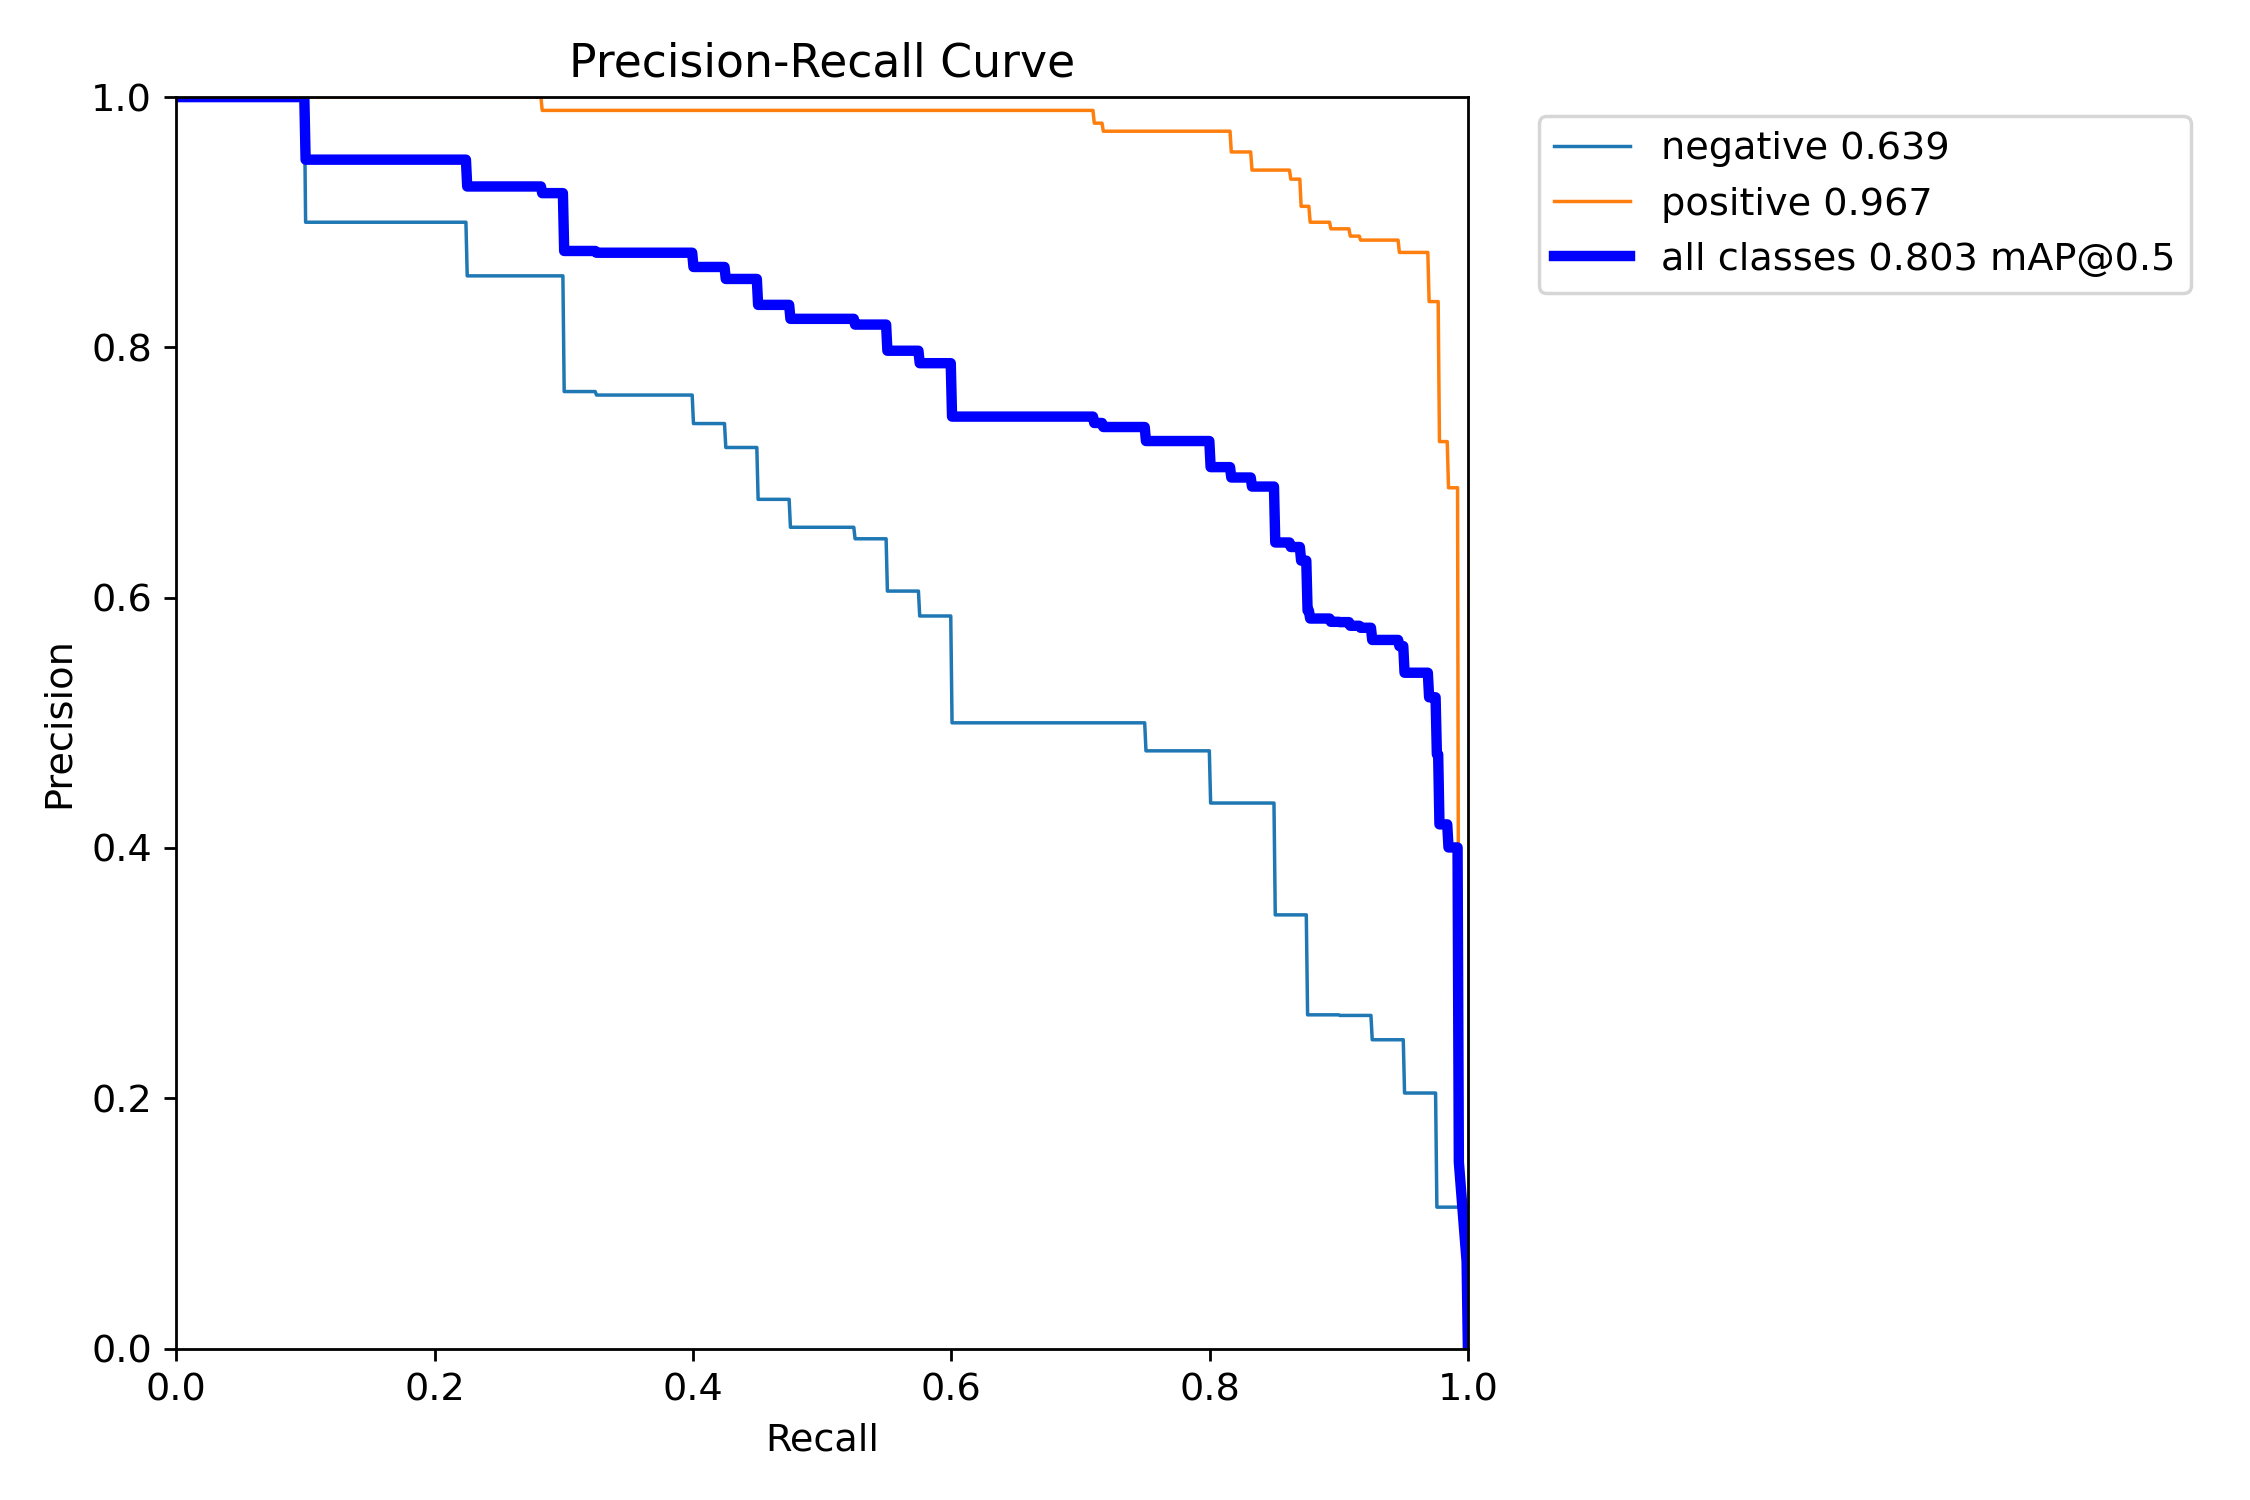 Precision-Recall Curve
1.0
0.8
0.6
0.4
0.2
0.0
Precision
0.0 0.2 0.4 0.6 0.8 1.0
Recall
negative 0.639
positive 0.967
all classes 0.803 mAP@0.5